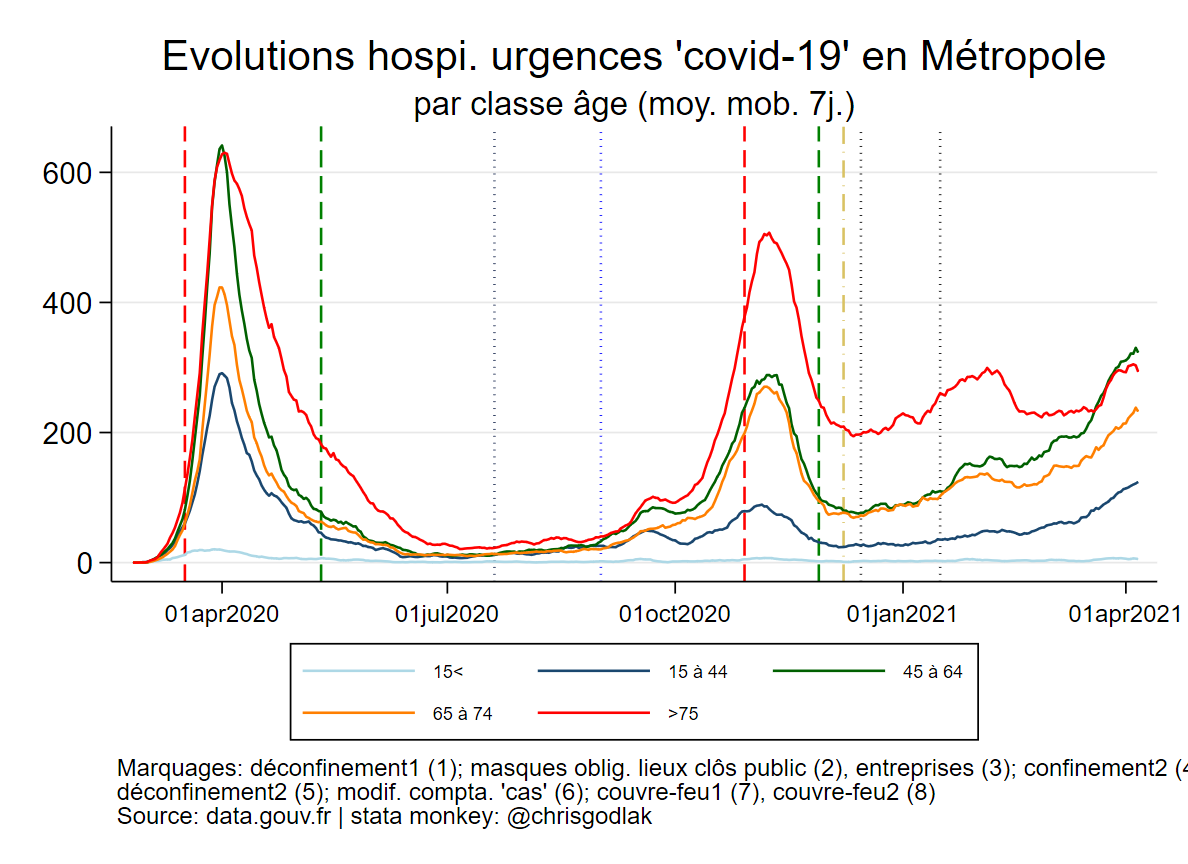 Evolutions hospi. urgences 'covid-19' en Métropole
par classe âge (moy. mob. 7j.)
600
400
200
0
01apr2020 01jul2020 01oct2020 01jan2021 01apr2021
15< 15 à 44 45 à 64
65 à 74 >75
Marquages: déconfinement1 (1); masques oblig. lieux clôs public (2), entreprises (3); confinement2 (4
déconfinement2 (5); modif. compta. 'cas' (6); couvre-feu1 (7), couvre-feu2 (8)
Source: data.gouv.fr | stata monkey: @chrisgodlak